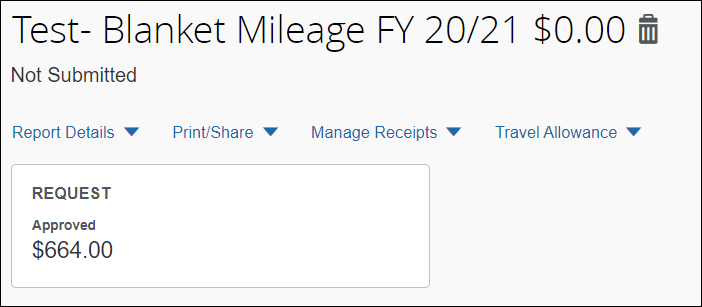 Test- Blanket Mileage FY 20/21 $0.00
Not Submitted
Report Details Print/Share Manage Receipts Travel Allowance
REQUEST
Approved
$664.00